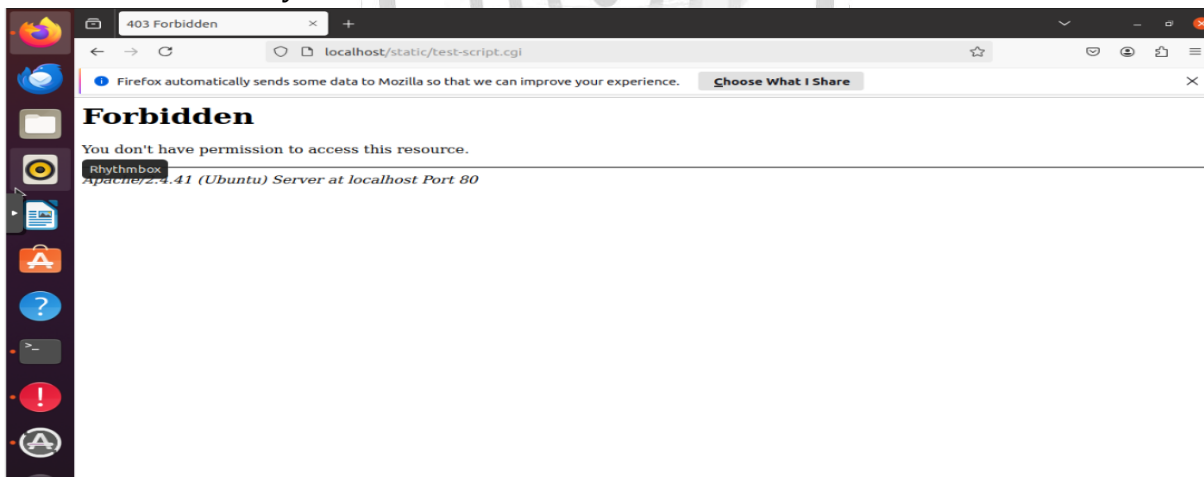 403 Forbidden
localhost/static/test-script.cgi
Firefox automatically sends some data to Mozilla so that we can improve your experience. Choose What I Share
Forbidden
You don't have permission to access this resource.
Rhythmbox
Apache/2.4.41 (Ubuntu) Server at localhost Port 80